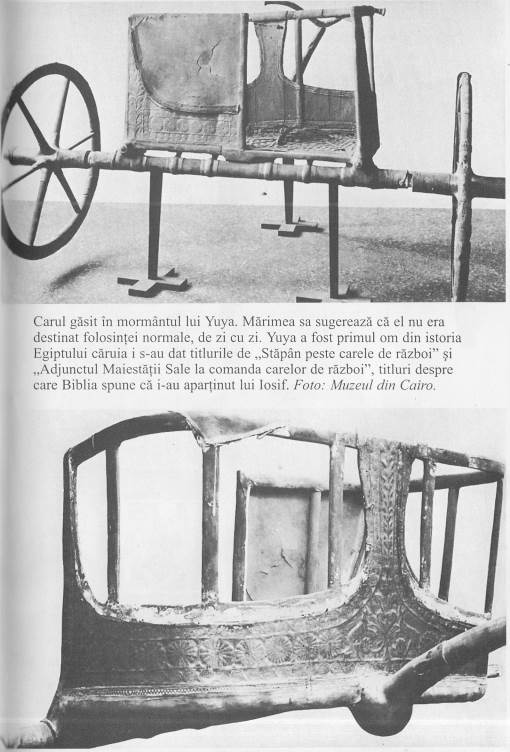 Carul găsit în mormântul lui Yuya. Mărimea sa sugerează că el nu era
destinat folosinței normale, de zi cu zi. Yuya a fost primul om din istoria
Egiptului căruia i s-au dat titlurile de „Stăpân peste carele de război” și
„Adjunctul Maiestății Sale la comanda carelor de război”, titluri despre
care Biblia spune că i-au aparținut lui Iosif. Foto: Muzeul din Cairo.